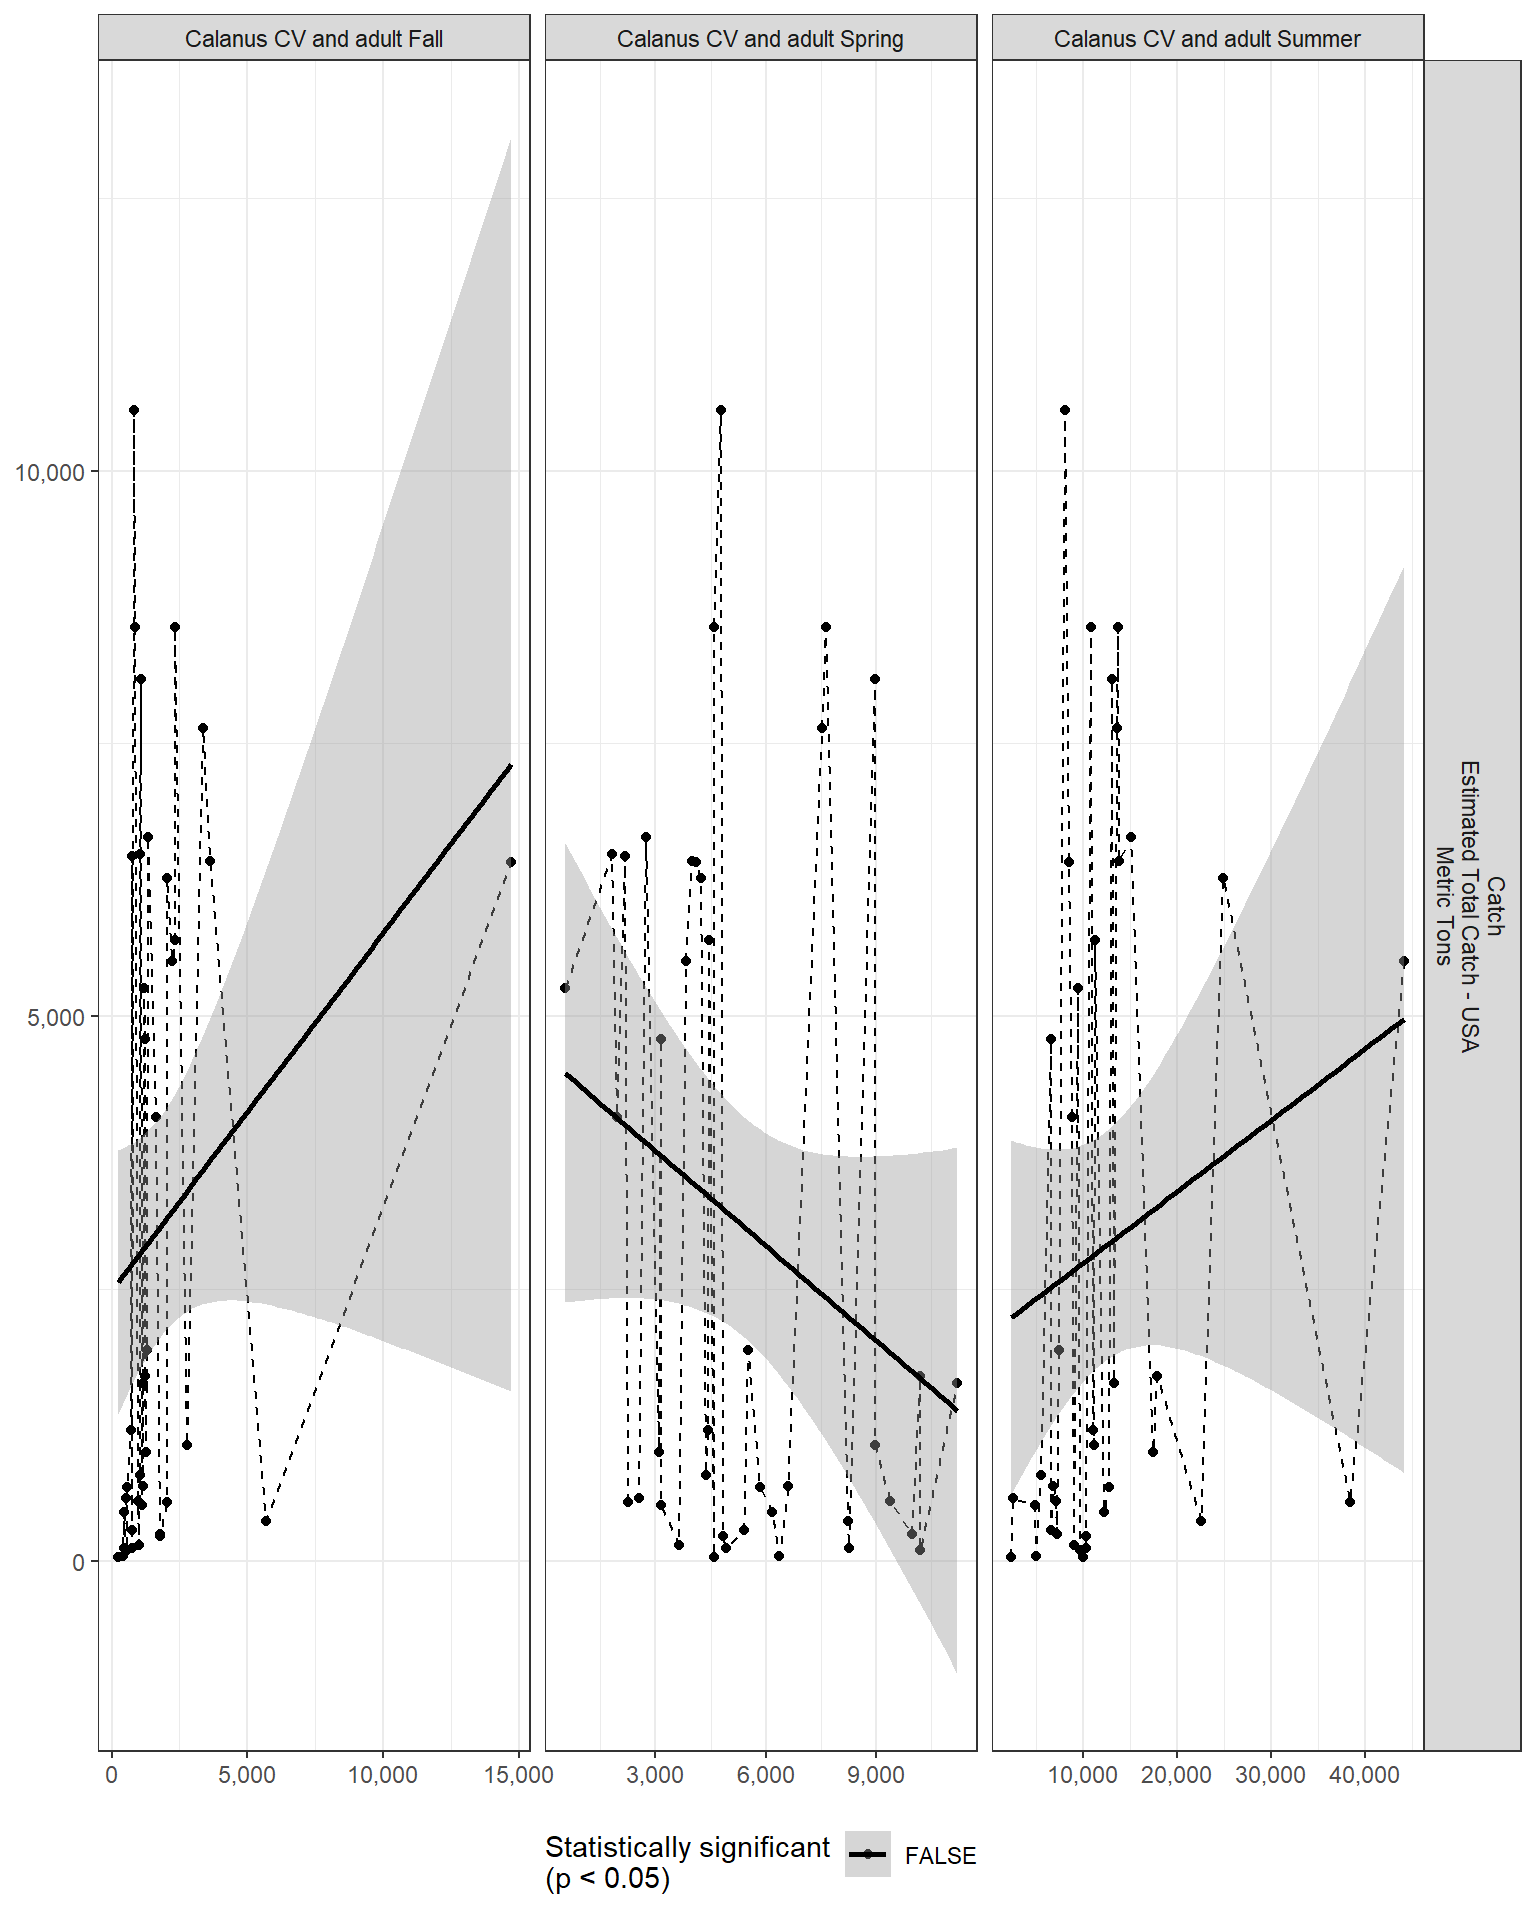 Calanus CV and adult Fall
Calanus CV and adult Spring
Calanus CV and adult Summer
Catch
Estimated Total Catch - USA
Metric Tons
10,000
5,000
0
0
5,000
10,000
15,000
3,000
6,000
9,000
10,000
20,000
30,000
40,000
Statistically significant
(p < 0.05)
FALSE